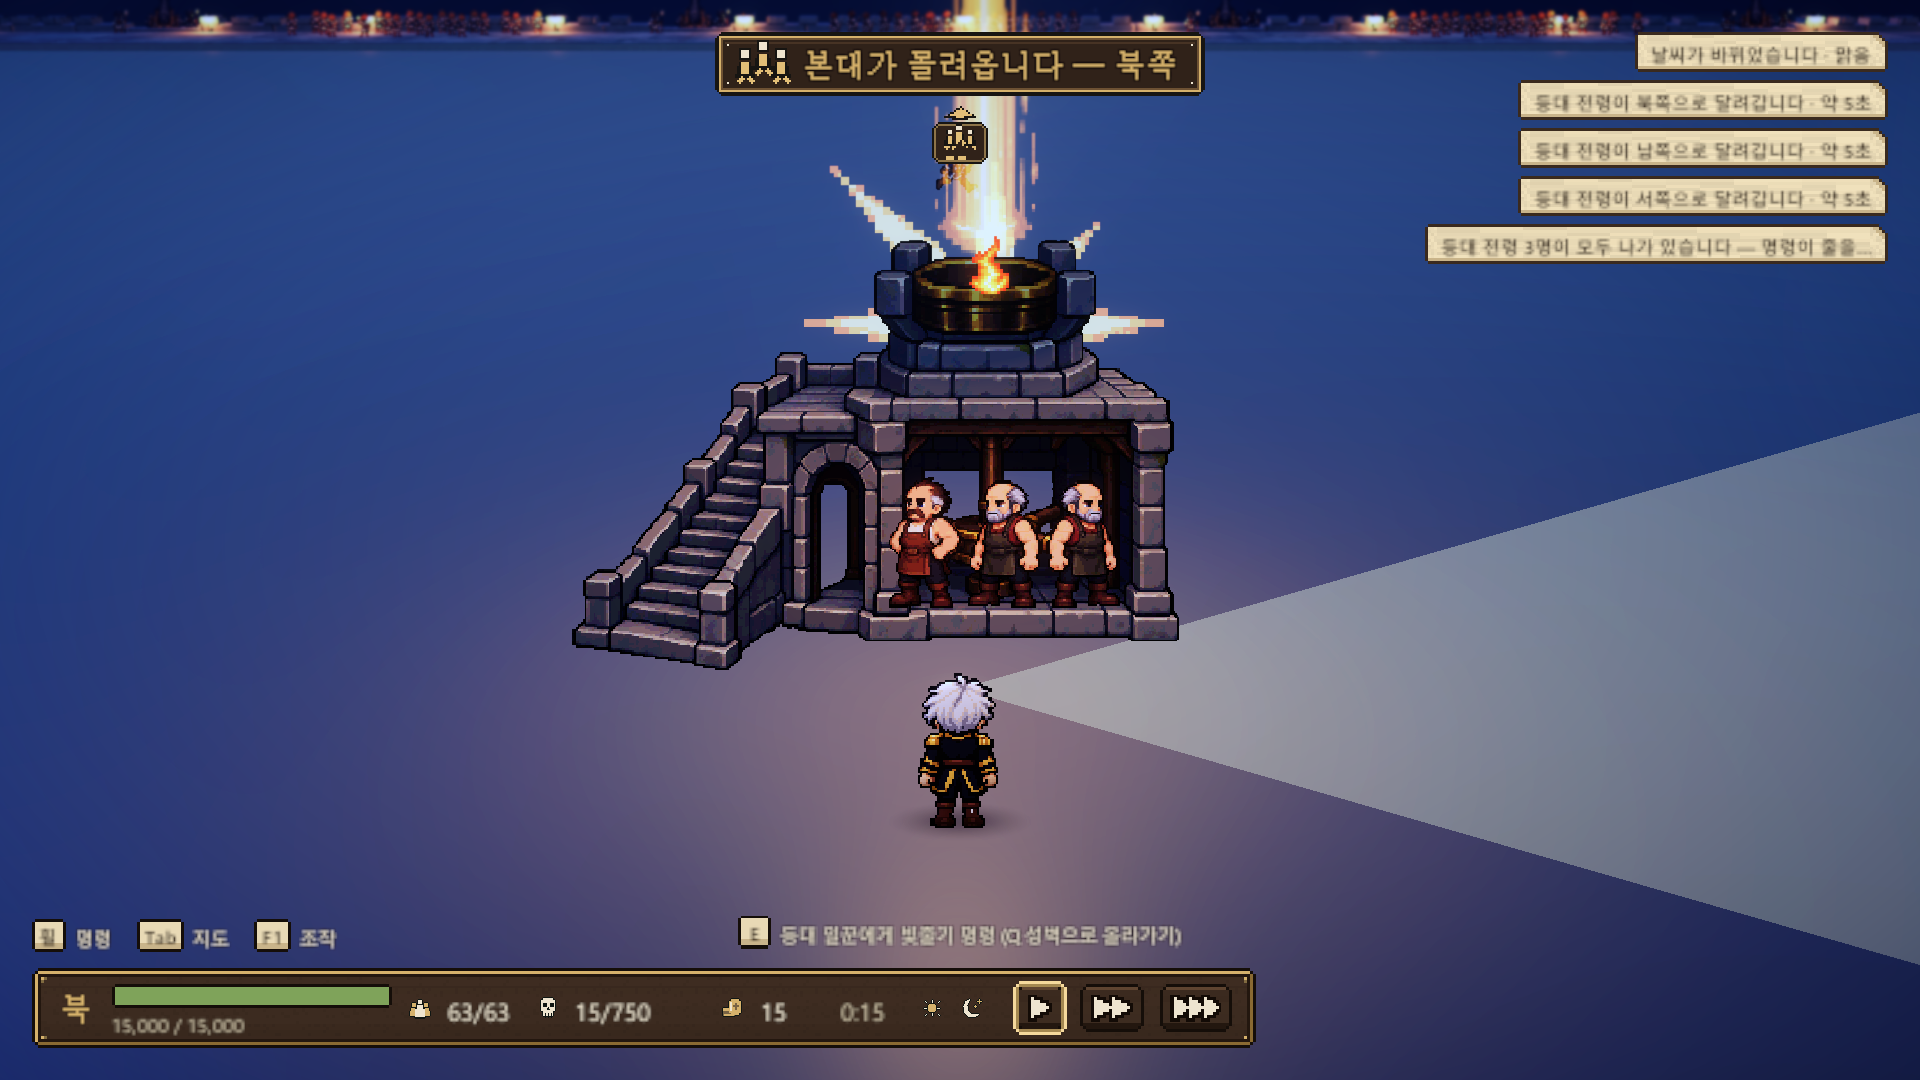 본대가 몰려옵니다 — 북쪽
날씨가 바뀌었습니다 · 맑음
등대 전령이 북쪽으로 달려갑니다 · 약 5초
등대 전령이 남쪽으로 달려갑니다 · 약 5초
등대 전령이 서쪽으로 달려갑니다 · 약 5초
등대 전령 3명이 모두 나가 있습니다 — 명령이 줄을...
휠 명령 Tab 지도 F1 조작
E 등대 일꾼에게 빛줄기 명령 (Q 성벽으로 올라가기)
북 63/63 15/750 15 0:15
15,000 / 15,000